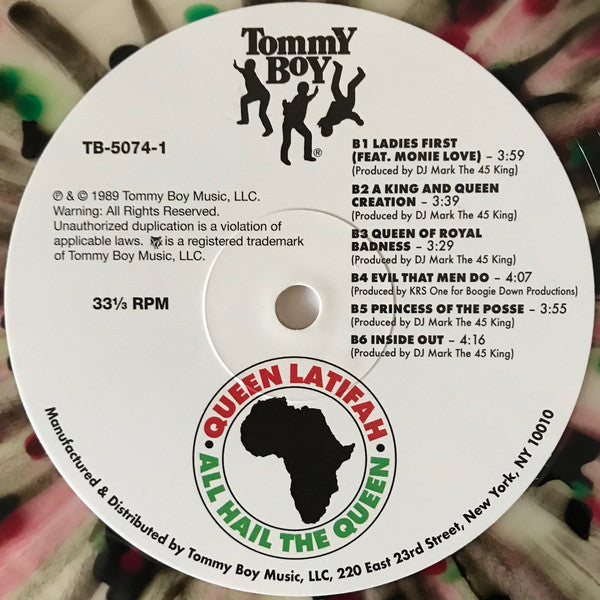 TOMMY
BOY
®
TB-5074-1
℗ & © 1989 Tommy Boy Music, LLC.
Warning: All Rights Reserved.
Unauthorized duplication is a violation of
applicable laws. is a registered trademark
of Tommy Boy Music, LLC.
33⅓ RPM
B1 LADIES FIRST
(FEAT. MONIE LOVE) – 3:59
(Produced by DJ Mark The 45 King)
B2 A KING AND QUEEN
CREATION – 3:39
(Produced by DJ Mark The 45 King)
B3 QUEEN OF ROYAL
BADNESS – 3:29
(Produced by DJ Mark The 45 King)
B4 EVIL THAT MEN DO – 4:07
(Produced by KRS One for Boogie Down Productions)
B5 PRINCESS OF THE POSSE – 3:55
(Produced by DJ Mark The 45 King)
B6 INSIDE OUT – 4:16
(Produced by DJ Mark The 45 King)
• QUEEN LATIFAH •
ALL HAIL THE QUEEN
Manufactured & Distributed by Tommy Boy Music, LLC, 220 East 23rd Street, New York, NY 10010